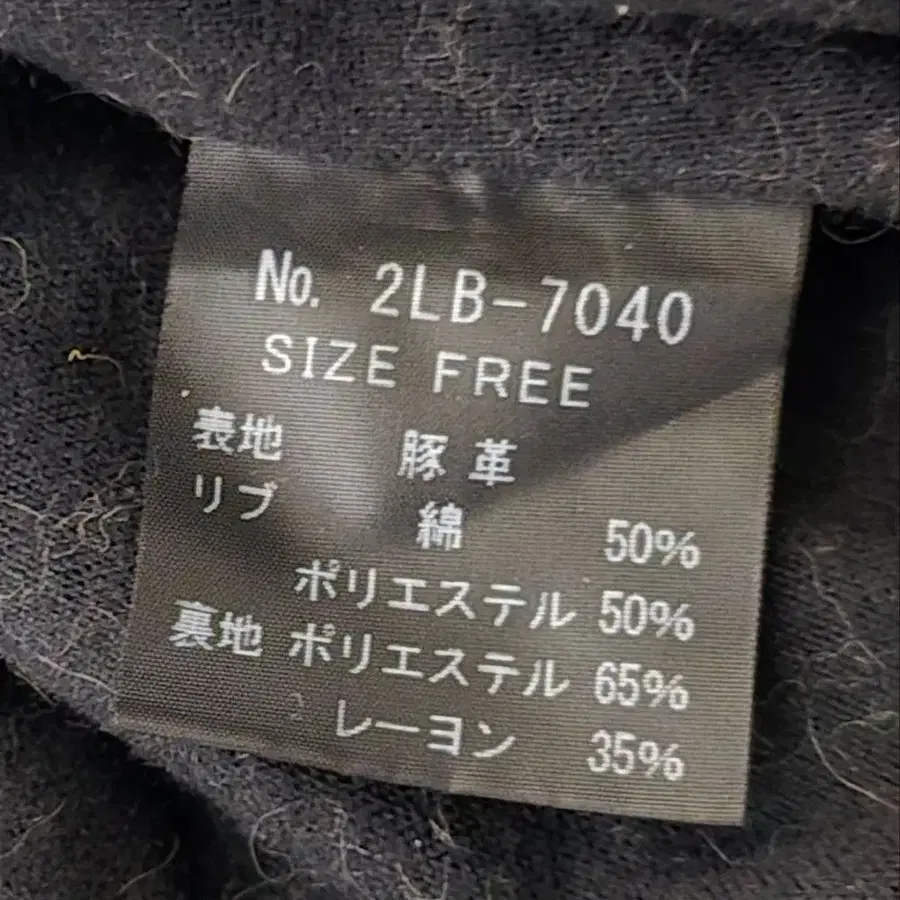 No. 2LB-7040
SIZE FREE
表地 豚革
リブ 綿 50%
ポリエステル 50%
裏地 ポリエステル 65%
レーヨン 35%